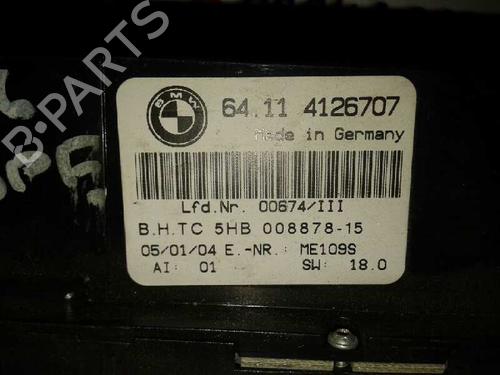 BMW
64.11 4126707
Made in Germany
Lfd.Nr. 00674/III
B.H.TC 5HB 008878-15
05/01/04 E.-NR.: ME109S
AI: 01 SW: 18.0
B-PARTS